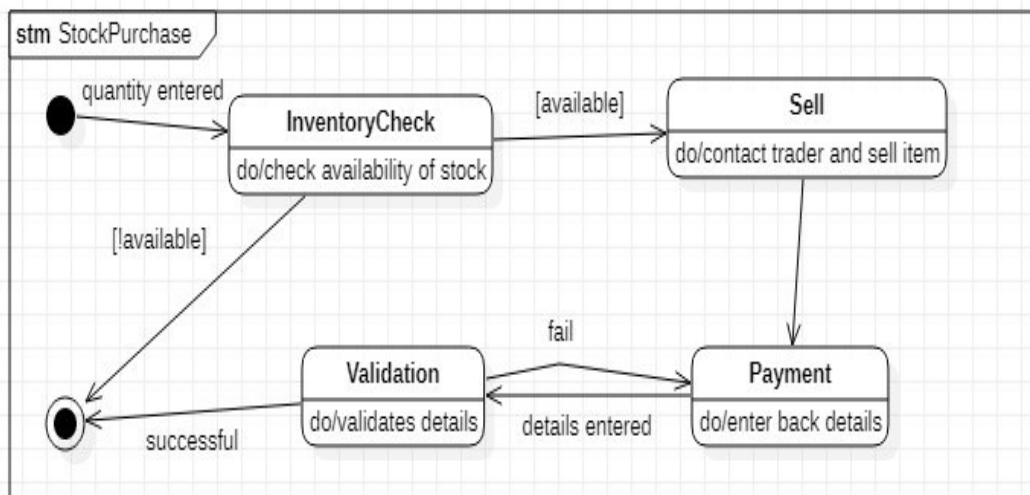 stm StockPurchase
quantity entered
InventoryCheck
do/check availability of stock
[available]
Sell
do/contact trader and sell item
[!available]
fail
Validation
do/validates details
Payment
do/enter back details
details entered
successful